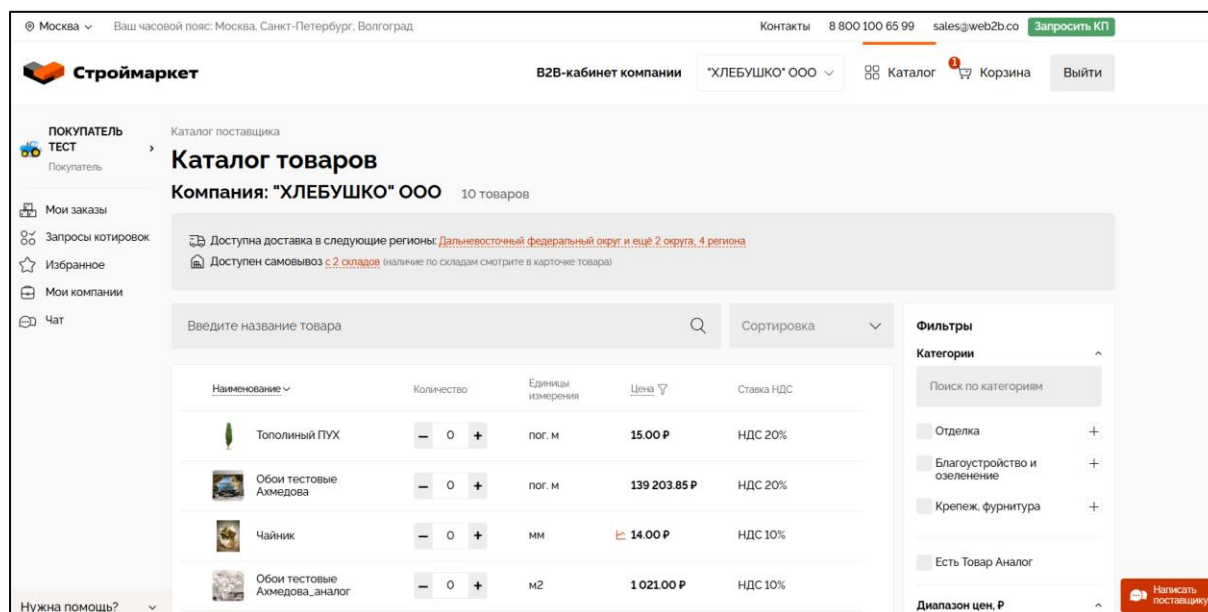 Москва
Ваш часовой пояс: Москва, Санкт-Петербург, Волгоград
Контакты
8 800 100 65 99
sales@web2b.co
Запросить КП
Строймаркет
B2B-кабинет компании
"ХЛЕБУШКО" ООО
Каталог
1
Корзина
Выйти
ПОКУПАТЕЛЬ
ТЕСТ
Покупатель
Мои заказы
Запросы котировок
Избранное
Мои компании
Чат
Нужна помощь?
Каталог поставщика
Каталог товаров
Компания: "ХЛЕБУШКО" ООО 10 товаров
Доступна доставка в следующие регионы: Дальневосточный федеральный округ и ещё 2 округа, 4 региона
Доступен самовывоз с 2 складов (наличие по складам смотрите в карточке товара)
Введите название товара
Сортировка
Наименование
Количество
Единицы
измерения
Цена
Ставка НДС
Тополиный ПУХ
– 0 +
пог. м
15.00 ₽
НДС 20%
Обои тестовые
Ахмедова
– 0 +
пог. м
139 203.85 ₽
НДС 20%
Чайник
– 0 +
мм
14.00 ₽
НДС 10%
Обои тестовые
Ахмедова_аналог
– 0 +
м2
1 021.00 ₽
НДС 10%
Фильтры
Категории
Поиск по категориям
Отделка +
Благоустройство и
озеленение +
Крепеж, фурнитура +
Есть Товар Аналог
Диапазон цен, ₽
Написать
поставщику